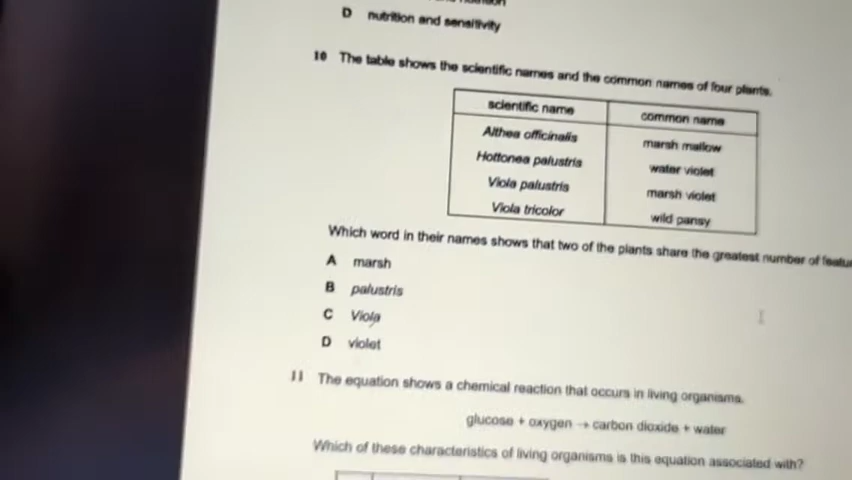 D nutrition and sensitivity
10 The table shows the scientific names and the common names of four plants.
scientific name common name
Althea officinalis marsh mallow
Hottonea palustris water violet
Viola palustris marsh violet
Viola tricolor wild pansy
Which word in their names shows that two of the plants share the greatest number of
A marsh
B palustris
C Viola
D violet
11 The equation shows a chemical reaction that occurs in living organisms.
glucose + oxygen → carbon dioxide + water
Which of these characteristics of living organisms is this equation associated with?